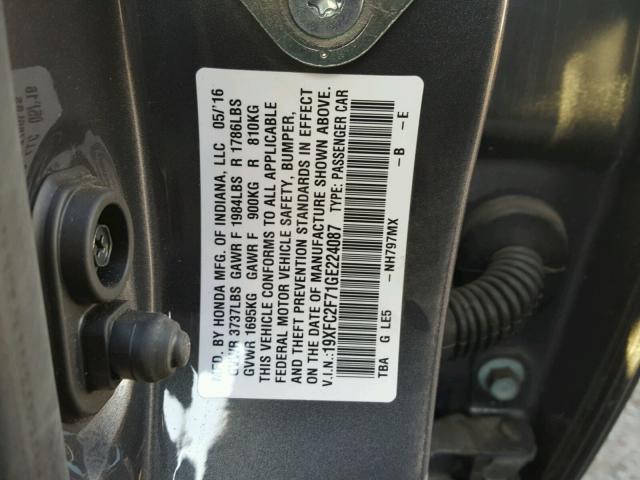 MFD. BY HONDA MFG. OF INDIANA, LLC 05/'16
GVWR 3737LBS GAWR F 1984LBS R 1786LBS
GVWR 1695KG GAWR F 900KG R 810KG
THIS VEHICLE CONFORMS TO ALL APPLICABLE
FEDERAL MOTOR VEHICLE SAFETY, BUMPER,
AND THEFT PREVENTION STANDARDS IN EFFECT
ON THE DATE OF MANUFACTURE SHOWN ABOVE.
V.I.N.:19XFC2F71GE224087 TYPE: PASSENGER CAR
TBA G LE5 -NH797MX -B -E